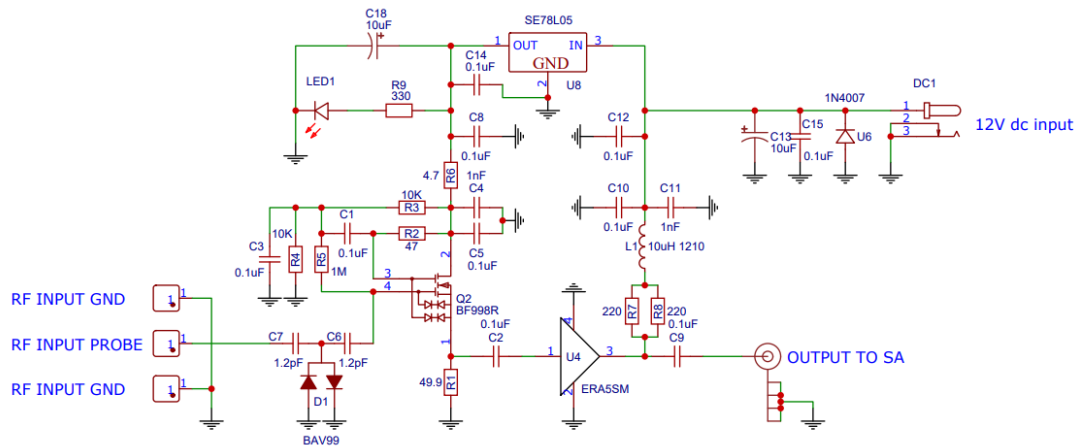 C18
10uF
SE78L05
1
OUT
IN
3
GND
2
U8
C14
0.1uF
LED1
R9
330
DC1
1N4007
1
2
3
12V dc input
C8
0.1uF
C12
0.1uF
C13
10uF
C15
0.1uF
U6
4.7
R6
1nF
C4
10K
R3
C1
0.1uF
R2
47
C5
0.1uF
2
C10
0.1uF
C11
1nF
L1
10uH 1210
10K
C3
0.1uF
R4
R5
1M
3
4
Q2
BF998R
RF INPUT GND
1
1
RF INPUT PROBE
1
1
RF INPUT GND
1
1
C7
1.2pF
C6
1.2pF
D1
BAV99
1
49.9
R1
0.1uF
C2
1
4
U4
3
2
ERA5SM
220
R7
R8
220
0.1uF
C9
OUTPUT TO SA